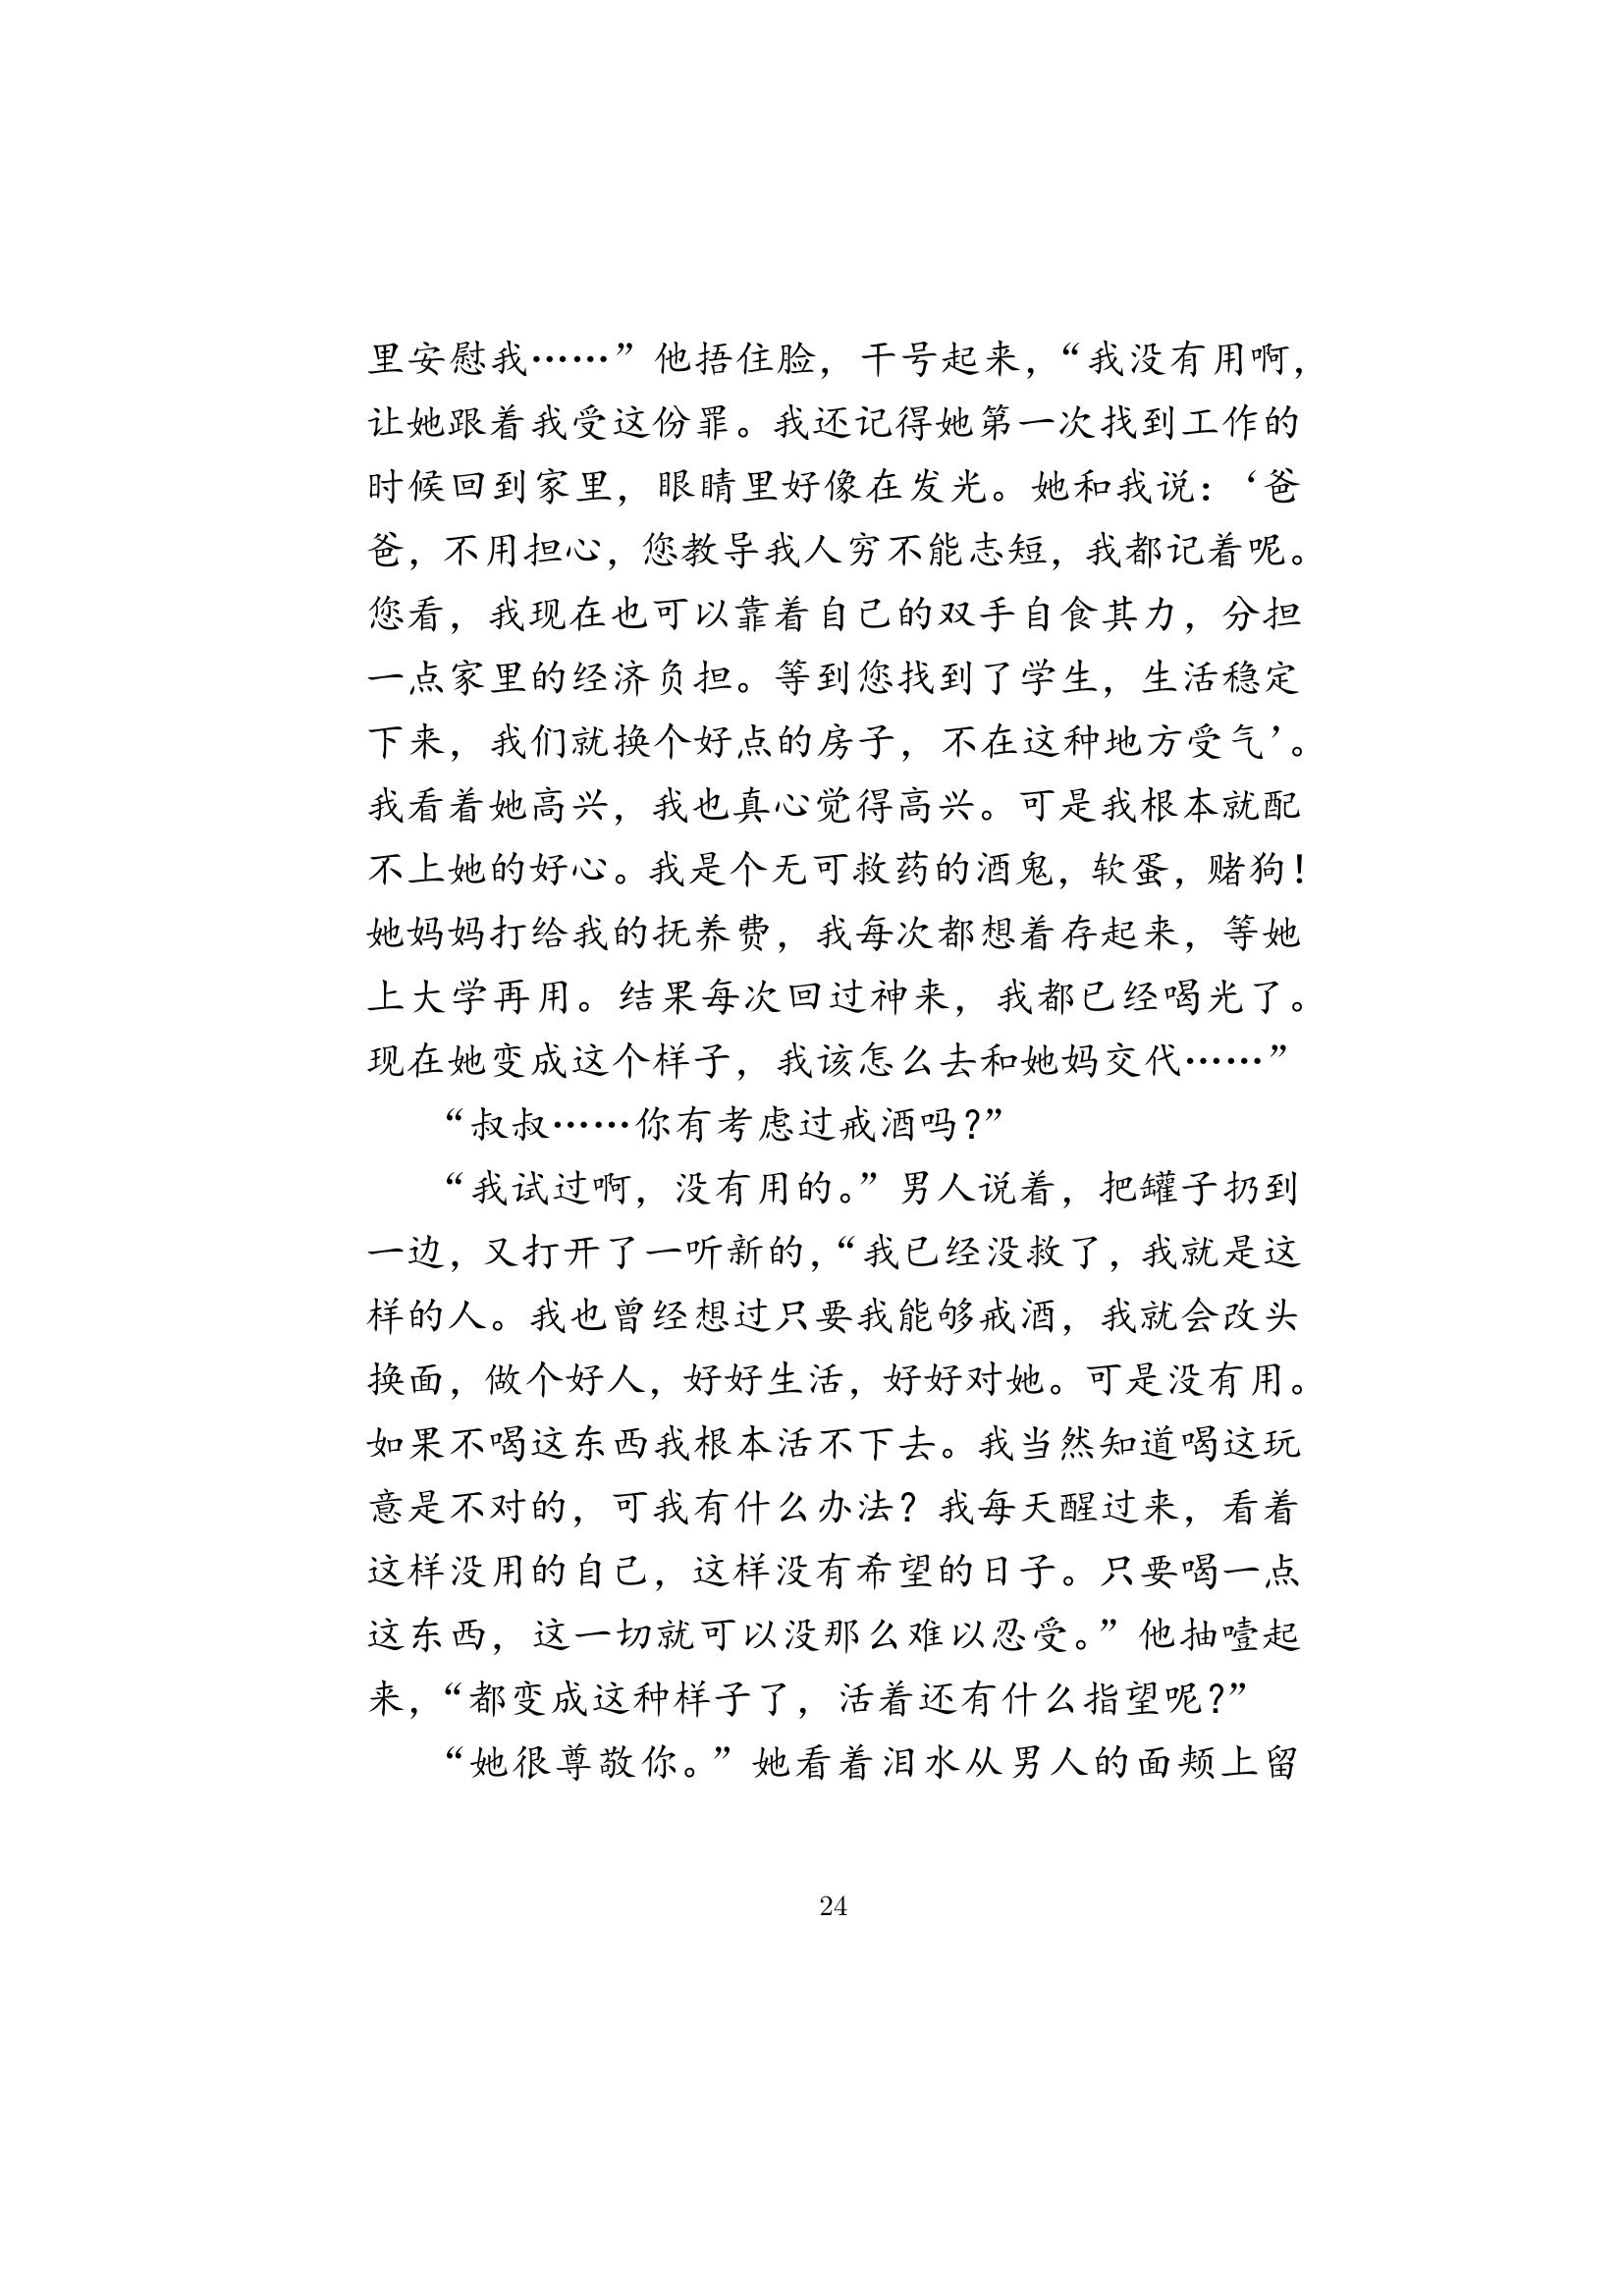 里安慰我……”他捂住脸，干号起来，“我没有用啊，
让她跟着我受这份罪。我还记得她第一次找到工作的
时候回到家里，眼睛里好像在发光。她和我说：‘爸
爸，不用担心，您教导我人穷不能志短，我都记着呢。
您看，我现在也可以靠着自己的双手自食其力，分担
一点家里的经济负担。等到您找到了学生，生活稳定
下来，我们就换个好点的房子，不在这种地方受气’。
我看着她高兴，我也真心觉得高兴。可是我根本就配
不上她的好心。我是个无可救药的酒鬼，软蛋，赌狗！
她妈妈打给我的抚养费，我每次都想着存起来，等她
上大学再用。结果每次回过神来，我都已经喝光了。
现在她变成这个样子，我该怎么去和她妈交代……”
“叔叔……你有考虑过戒酒吗？”
“我试过啊，没有用的。”男人说着，把罐子扔到
一边，又打开了一听新的，“我已经没救了，我就是这
样的人。我也曾经想过只要我能够戒酒，我就会改头
换面，做个好人，好好生活，好好对她。可是没有用。
如果不喝这东西我根本活不下去。我当然知道喝这玩
意是不对的，可我有什么办法？我每天醒过来，看着
这样没用的自己，这样没有希望的日子。只要喝一点
这东西，这一切就可以没那么难以忍受。”他抽噎起
来，“都变成这种样子了，活着还有什么指望呢？”
“她很尊敬你。”她看着泪水从男人的面颊上留
24